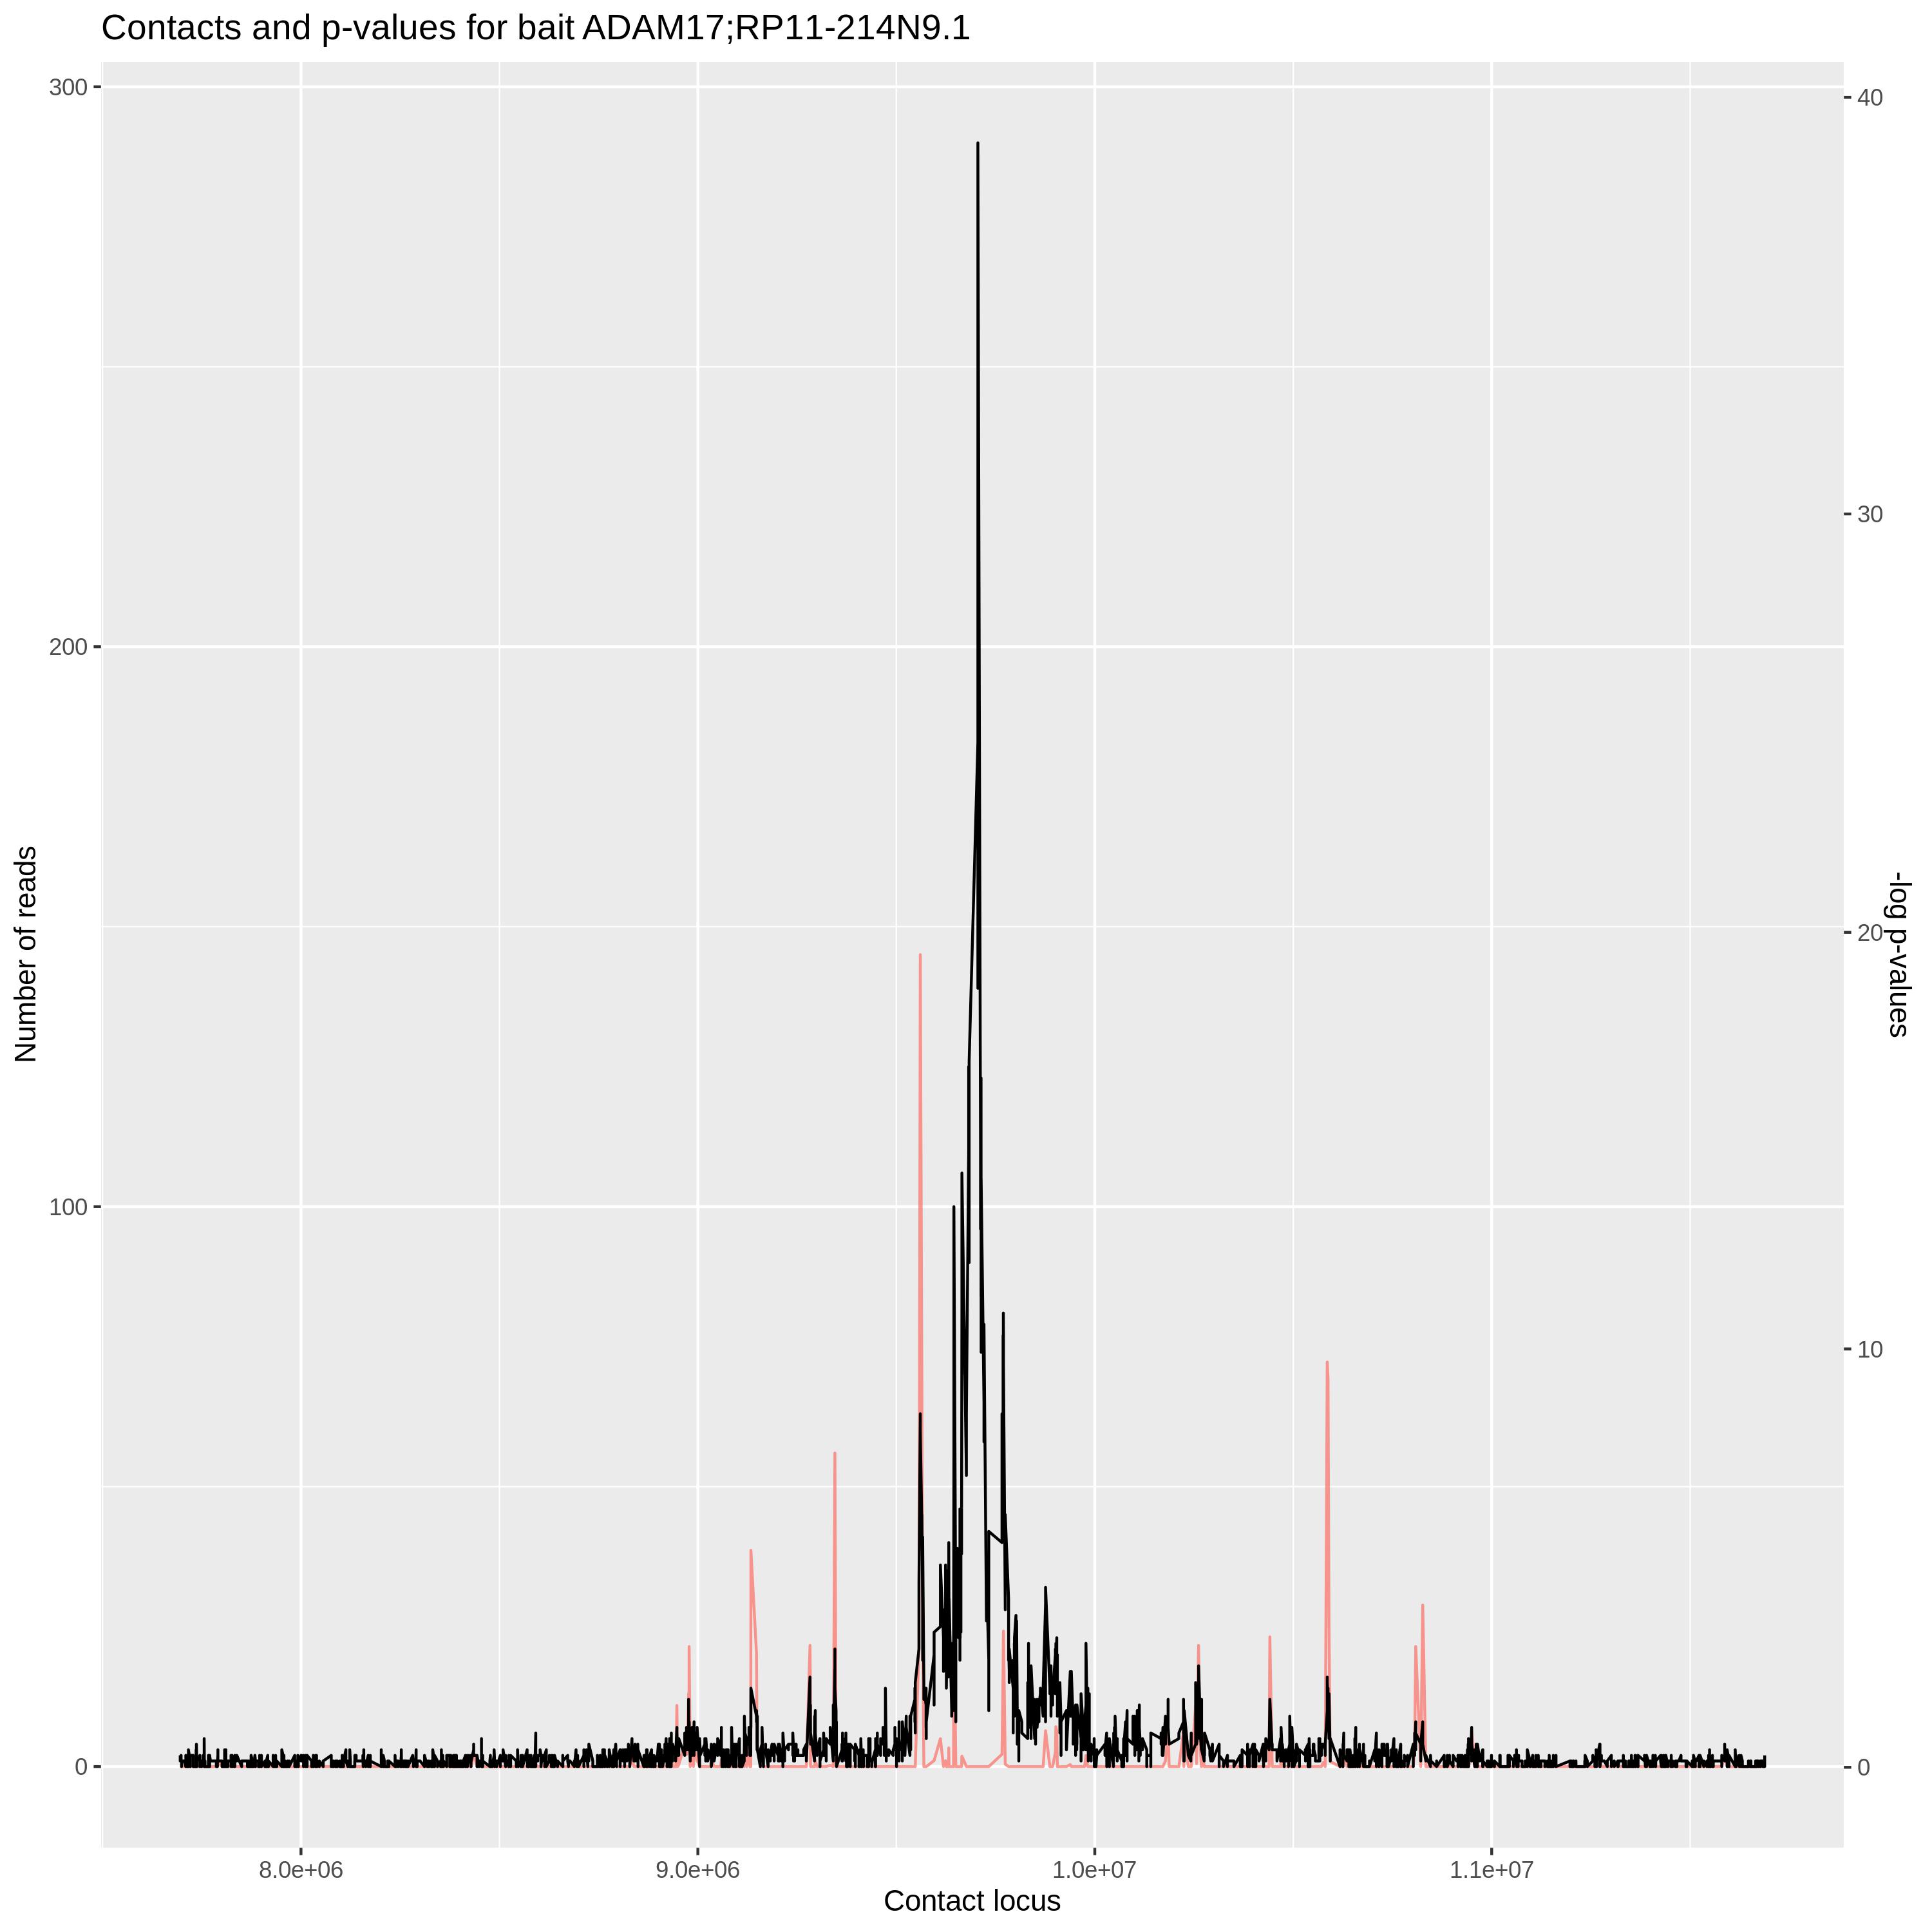 Contacts and p-values for bait ADAM17;RP11-214N9.1
300
200
100
0
Number of reads
40
30
20
10
0
-log p-values
8.0e+06
9.0e+06
1.0e+07
1.1e+07
Contact locus